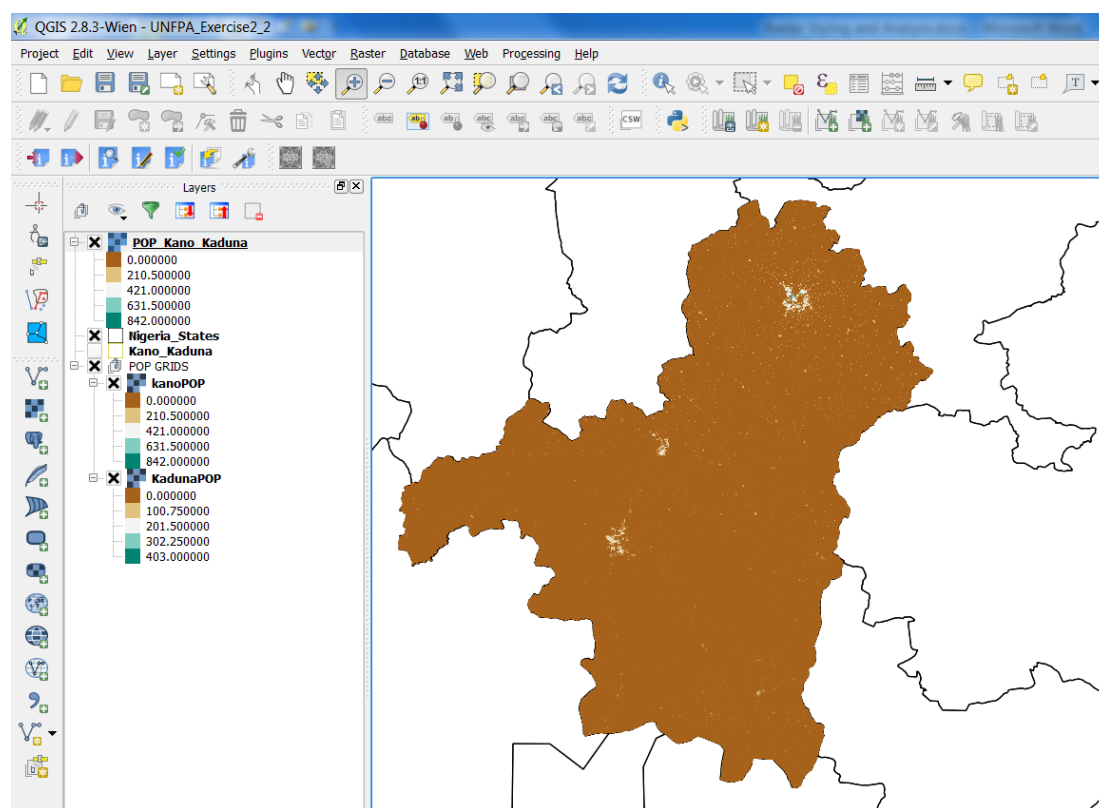 QGIS 2.8.3-Wien - UNFPA_Exercise2_2
Project Edit View Layer Settings Plugins Vector Raster Database Web Processing Help
Layers
POP_Kano_Kaduna
0.000000
210.500000
421.000000
631.500000
842.000000
Nigeria_States
Kano_Kaduna
POP GRIDS
kanoPOP
0.000000
210.500000
421.000000
631.500000
842.000000
KadunaPOP
0.000000
100.750000
201.500000
302.250000
403.000000